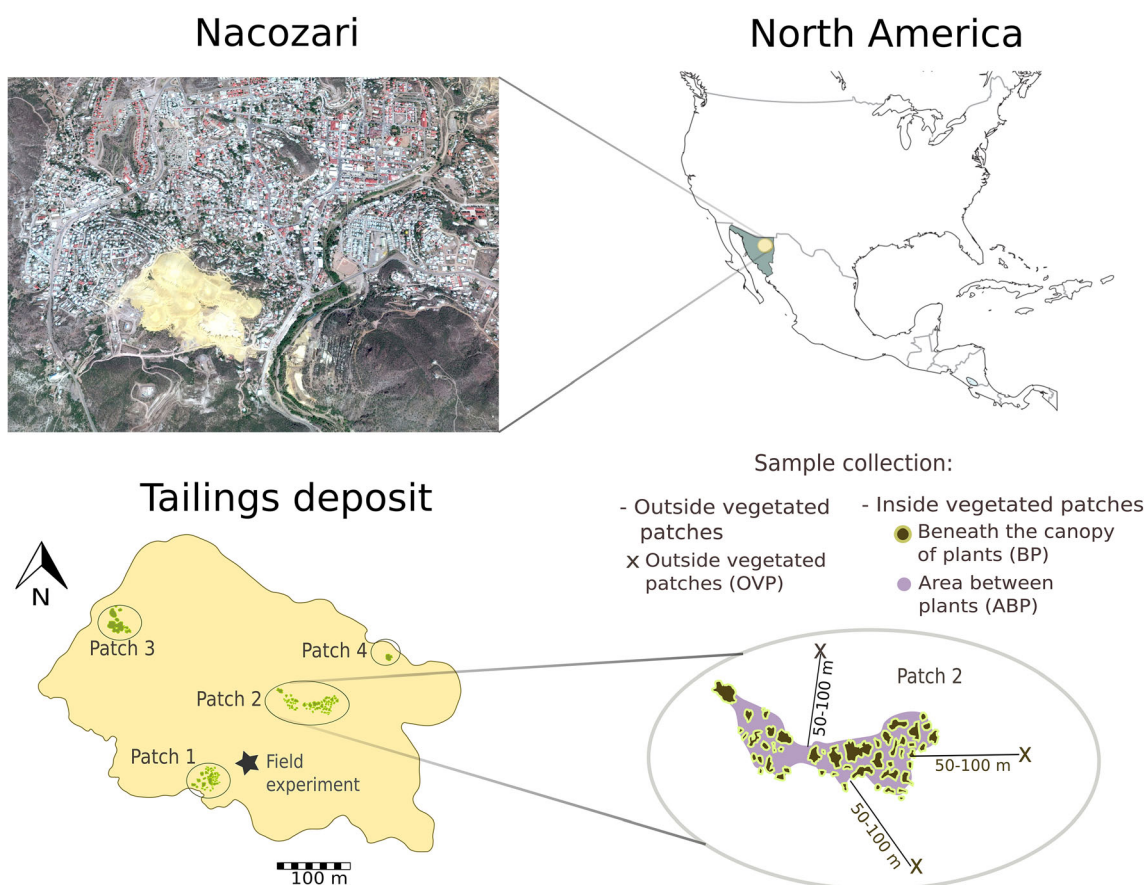 Nacozari
North America
Tailings deposit
N
Patch 3
Patch 4
Patch 2
Patch 1
Field
experiment
100 m
Sample collection:
- Outside vegetated
patches
x Outside vegetated
patches (OVP)
- Inside vegetated patches
Beneath the canopy
of plants (BP)
Area between
plants (ABP)
Patch 2
x
50-100 m
50-100 m
x
50-100 m
x